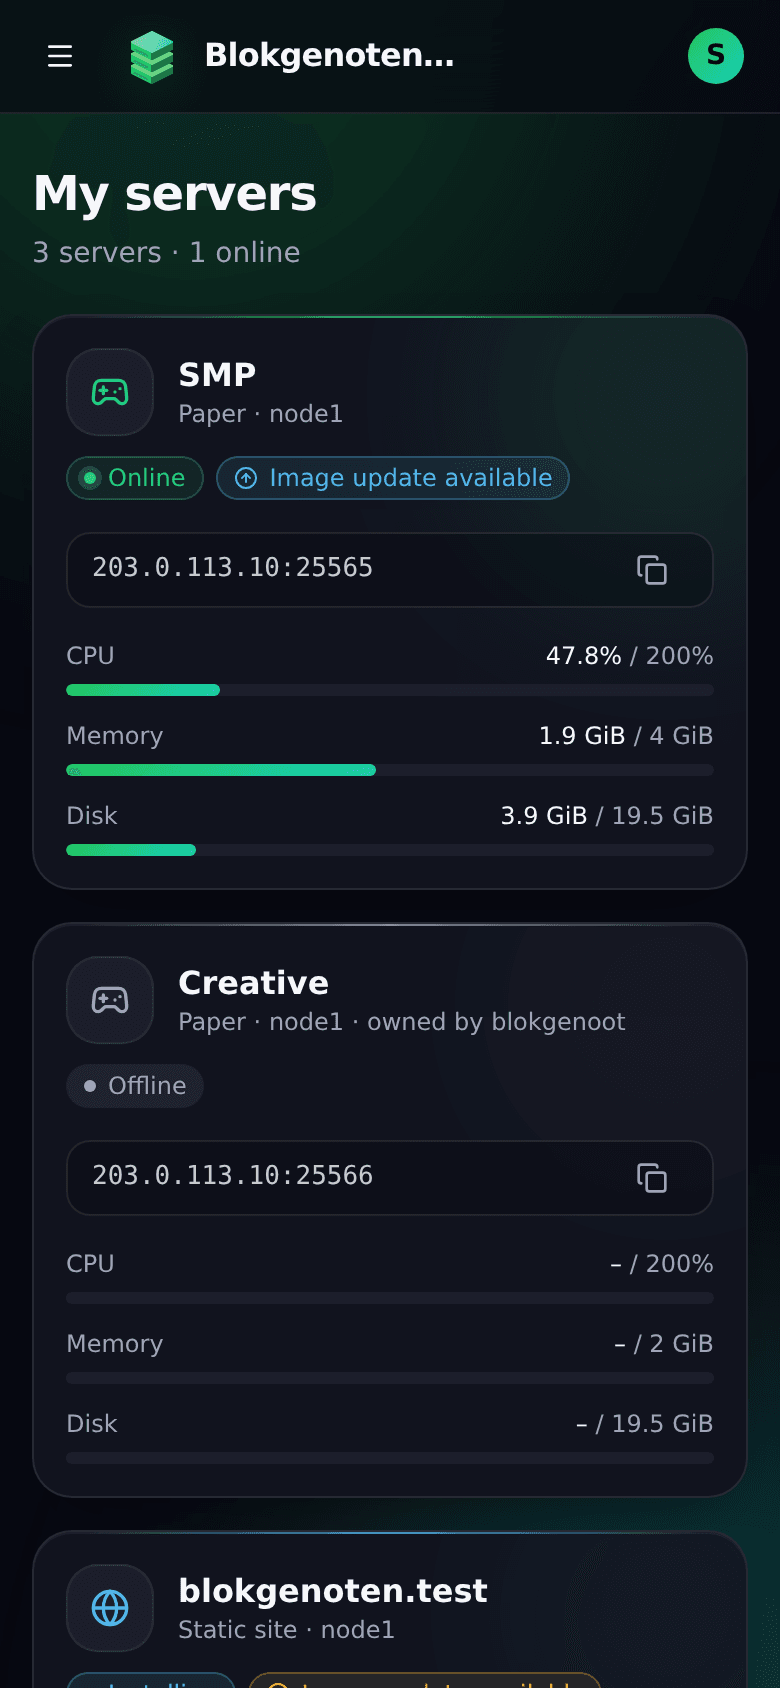 Blokgenoten...
S
My servers
3 servers · 1 online
SMP
Paper · node1
Online
Image update available
203.0.113.10:25565
CPU 47.8% / 200%
Memory 1.9 GiB / 4 GiB
Disk 3.9 GiB / 19.5 GiB
Creative
Paper · node1 · owned by blokgenoot
Offline
203.0.113.10:25566
CPU – / 200%
Memory – / 2 GiB
Disk – / 19.5 GiB
blokgenoten.test
Static site · node1